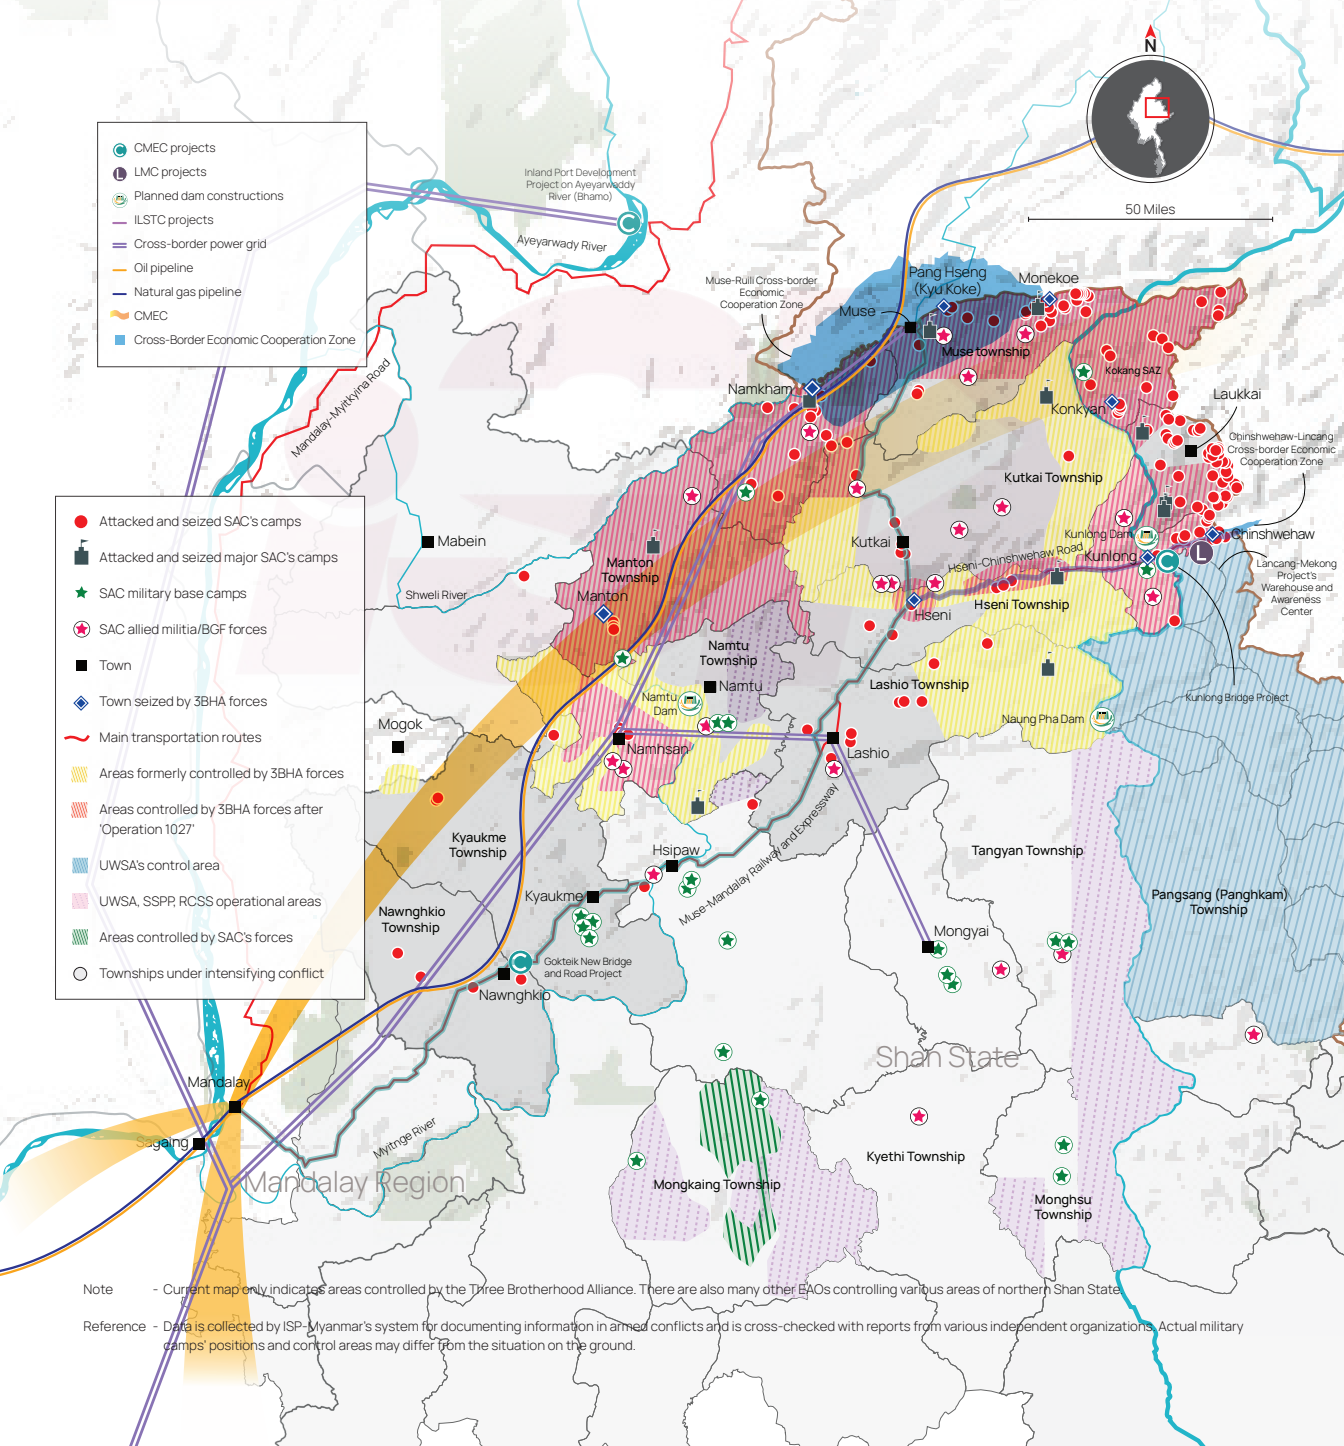 N
50 Miles
CMEC projects
LMC projects
Planned dam constructions
ILSTC projects
Cross-border power grid
Oil pipeline
Natural gas pipeline
CMEC
Cross-Border Economic Cooperation Zone
Inland Port Development
Project on Ayeyarwaddy
River (Bhamo)
Ayeyarwady River
Muse-Ruili Cross-border
Economic
Cooperation Zone
Pang Hseng
(Kyu Koke)
Monekoe
Muse
Muse township
Namkham
Kokang SAZ
Konkyan
Laukkai
Chinshwehaw-Lincang
Cross-border Economic
Cooperation Zone
Mandalay-Myitkyina Road
Kutkai Township
Attacked and seized SAC's camps
Attacked and seized major SAC's camps
SAC military base camps
SAC allied militia/BGF forces
Town
Town seized by 3BHA forces
Main transportation routes
Areas formerly controlled by 3BHA forces
Areas controlled by 3BHA forces after
'Operation 1027'
UWSA's control area
UWSA, SSPP, RCSS operational areas
Areas controlled by SAC's forces
Townships under intensifying conflict
Mabein
Shweli River
Manton
Township
Manton
Kutkai
Kunlong Dam
Chinshwehaw
Kunlong
Hseni-Chinshwehaw Road
Lancang-Mekong
Project's
Warehouse and
Awareness
Center
Hseni Township
Hseni
Namtu
Township
Namtu
Namtu
Dam
Lashio Township
Kunlong Bridge Project
Naung Pha Dam
Mogok
Namhsan
Lashio
Kyaukme
Township
Hsipaw
Muse-Mandalay Railway and Expressway
Tangyan Township
Pangsang (Panghkam)
Township
Kyaukme
Nawnghkio
Township
Mongyai
Gokteik New Bridge
and Road Project
Nawnghkio
Shan State
Mandalay
Sagaing
Myitnge River
Mandalay Region
Mongkaing Township
Kyethi Township
Monghsu
Township
Note - Current map only indicates areas controlled by the Three Brotherhood Alliance. There are also many other EAOs controlling various areas of northern Shan State.
Reference - Data is collected by ISP-Myanmar's system for documenting information in armed conflicts and is cross-checked with reports from various independent organizations. Actual military
camps' positions and control areas may differ from the situation on the ground.